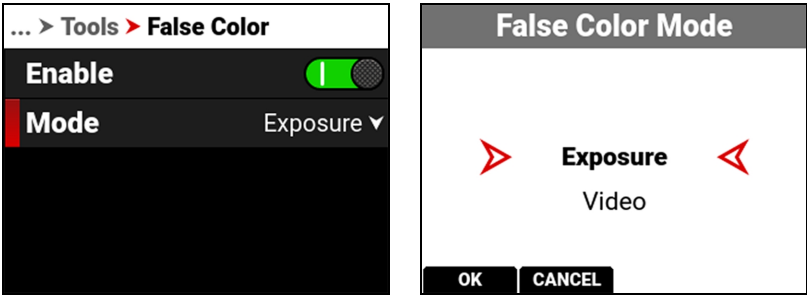 ... > Tools > False Color
Enable
Mode Exposure
False Color Mode
Exposure
Video
OK CANCEL